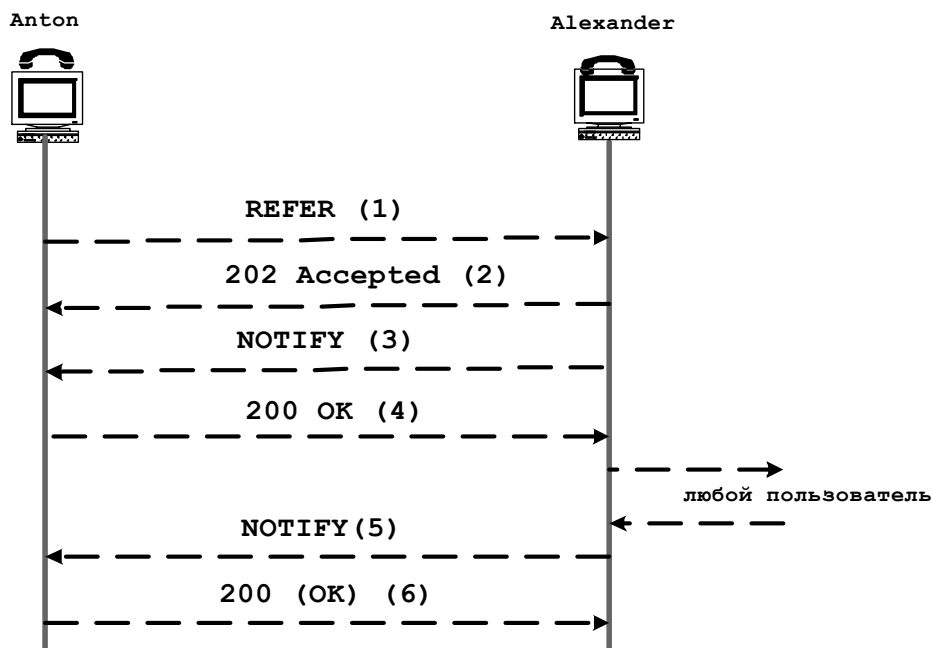 Anton
Alexander
REFER (1)
202 Accepted (2)
NOTIFY (3)
200 OK (4)
любой пользователь
NOTIFY(5)
200 (OK) (6)